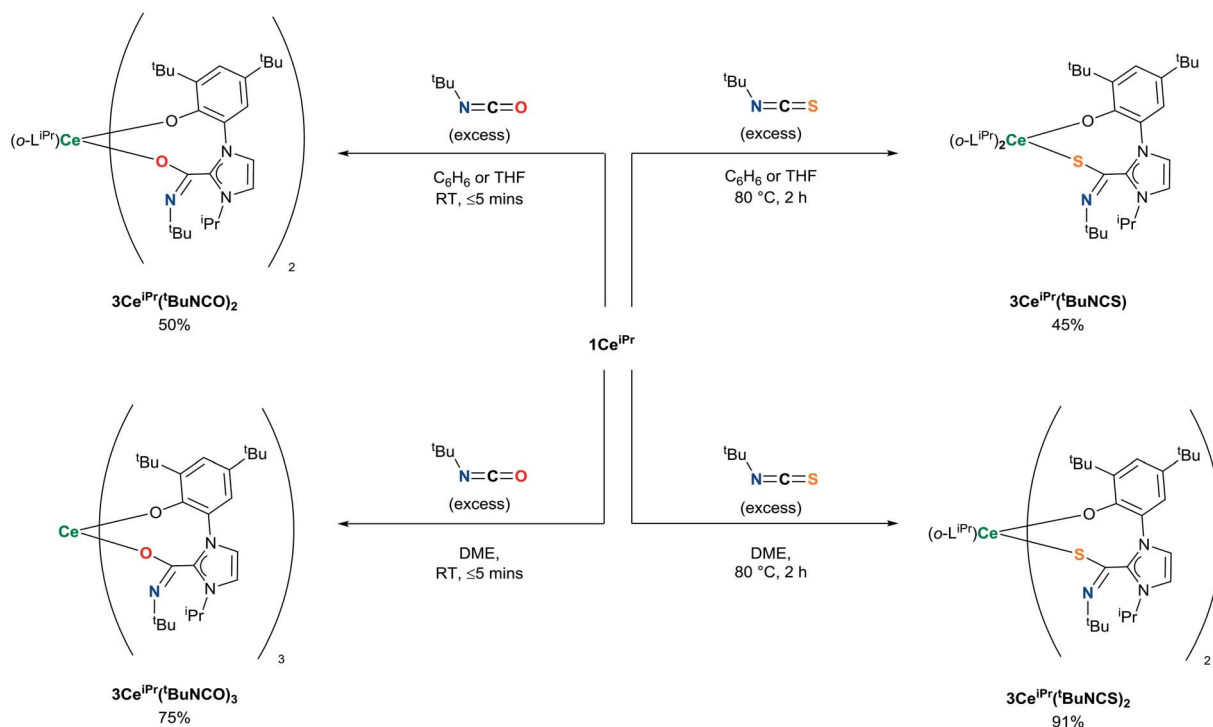 tBu
tBu
O
(o-LiPr)Ce
O
N
N
N
iPr
tBu
2
3CeiPr(tBuNCO)2
50%
tBu
N=C=O
(excess)
C6H6 or THF
RT, ≤5 mins
tBu
N=C=S
(excess)
C6H6 or THF
80 °C, 2 h
tBu
tBu
O
(o-LiPr)2Ce
S
N
N
N
iPr
tBu
3CeiPr(tBuNCS)
45%
1CeiPr
tBu
tBu
O
Ce
O
N
N
N
iPr
tBu
3
3CeiPr(tBuNCO)3
75%
tBu
N=C=O
(excess)
DME,
RT, ≤5 mins
tBu
N=C=S
(excess)
DME,
80 °C, 2 h
tBu
tBu
O
(o-LiPr)Ce
S
N
N
N
iPr
tBu
2
3CeiPr(tBuNCS)2
91%